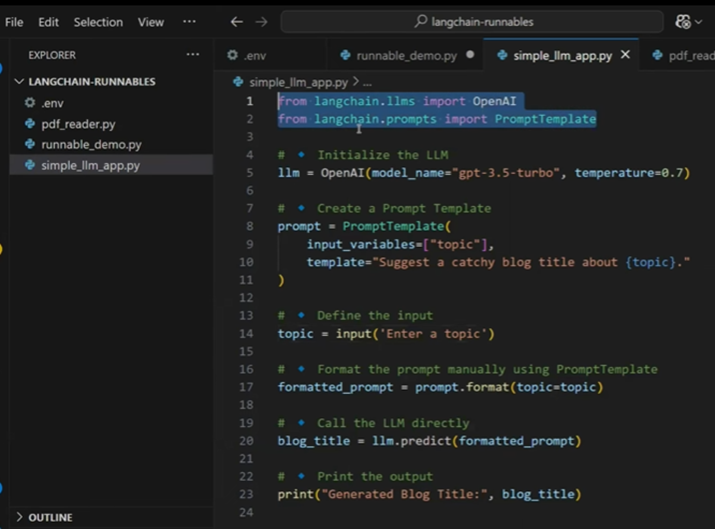 File Edit Selection View ··· langchain-runnables
EXPLORER ···
LANGCHAIN-RUNNABLES
.env
pdf_reader.py
runnable_demo.py
simple_llm_app.py
OUTLINE
.env runnable_demo.py simple_llm_app.py pdf_read
simple_llm_app.py > ...
1 from langchain.llms import OpenAI
2 from langchain.prompts import PromptTemplate
3
4 # 🔹 Initialize the LLM
5 llm = OpenAI(model_name="gpt-3.5-turbo", temperature=0.7)
6
7 # 🔹 Create a Prompt Template
8 prompt = PromptTemplate(
9 input_variables=["topic"],
10 template="Suggest a catchy blog title about {topic}."
11 )
12
13 # 🔹 Define the input
14 topic = input('Enter a topic')
15
16 # 🔹 Format the prompt manually using PromptTemplate
17 formatted_prompt = prompt.format(topic=topic)
18
19 # 🔹 Call the LLM directly
20 blog_title = llm.predict(formatted_prompt)
21
22 # 🔹 Print the output
23 print("Generated Blog Title:", blog_title)
24